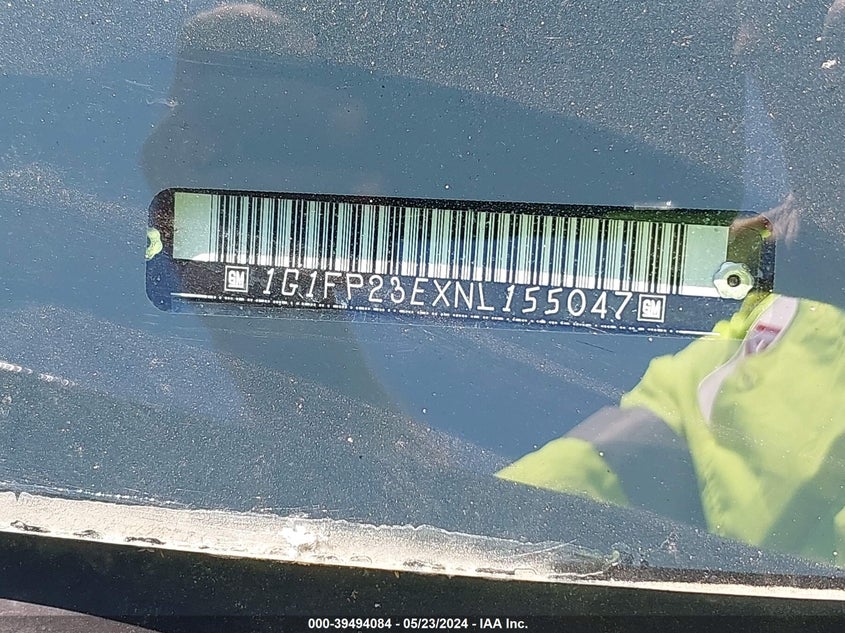 GM 1G1FP23EXNL155047 GM
000-39494084 - 05/23/2024 - IAA Inc.